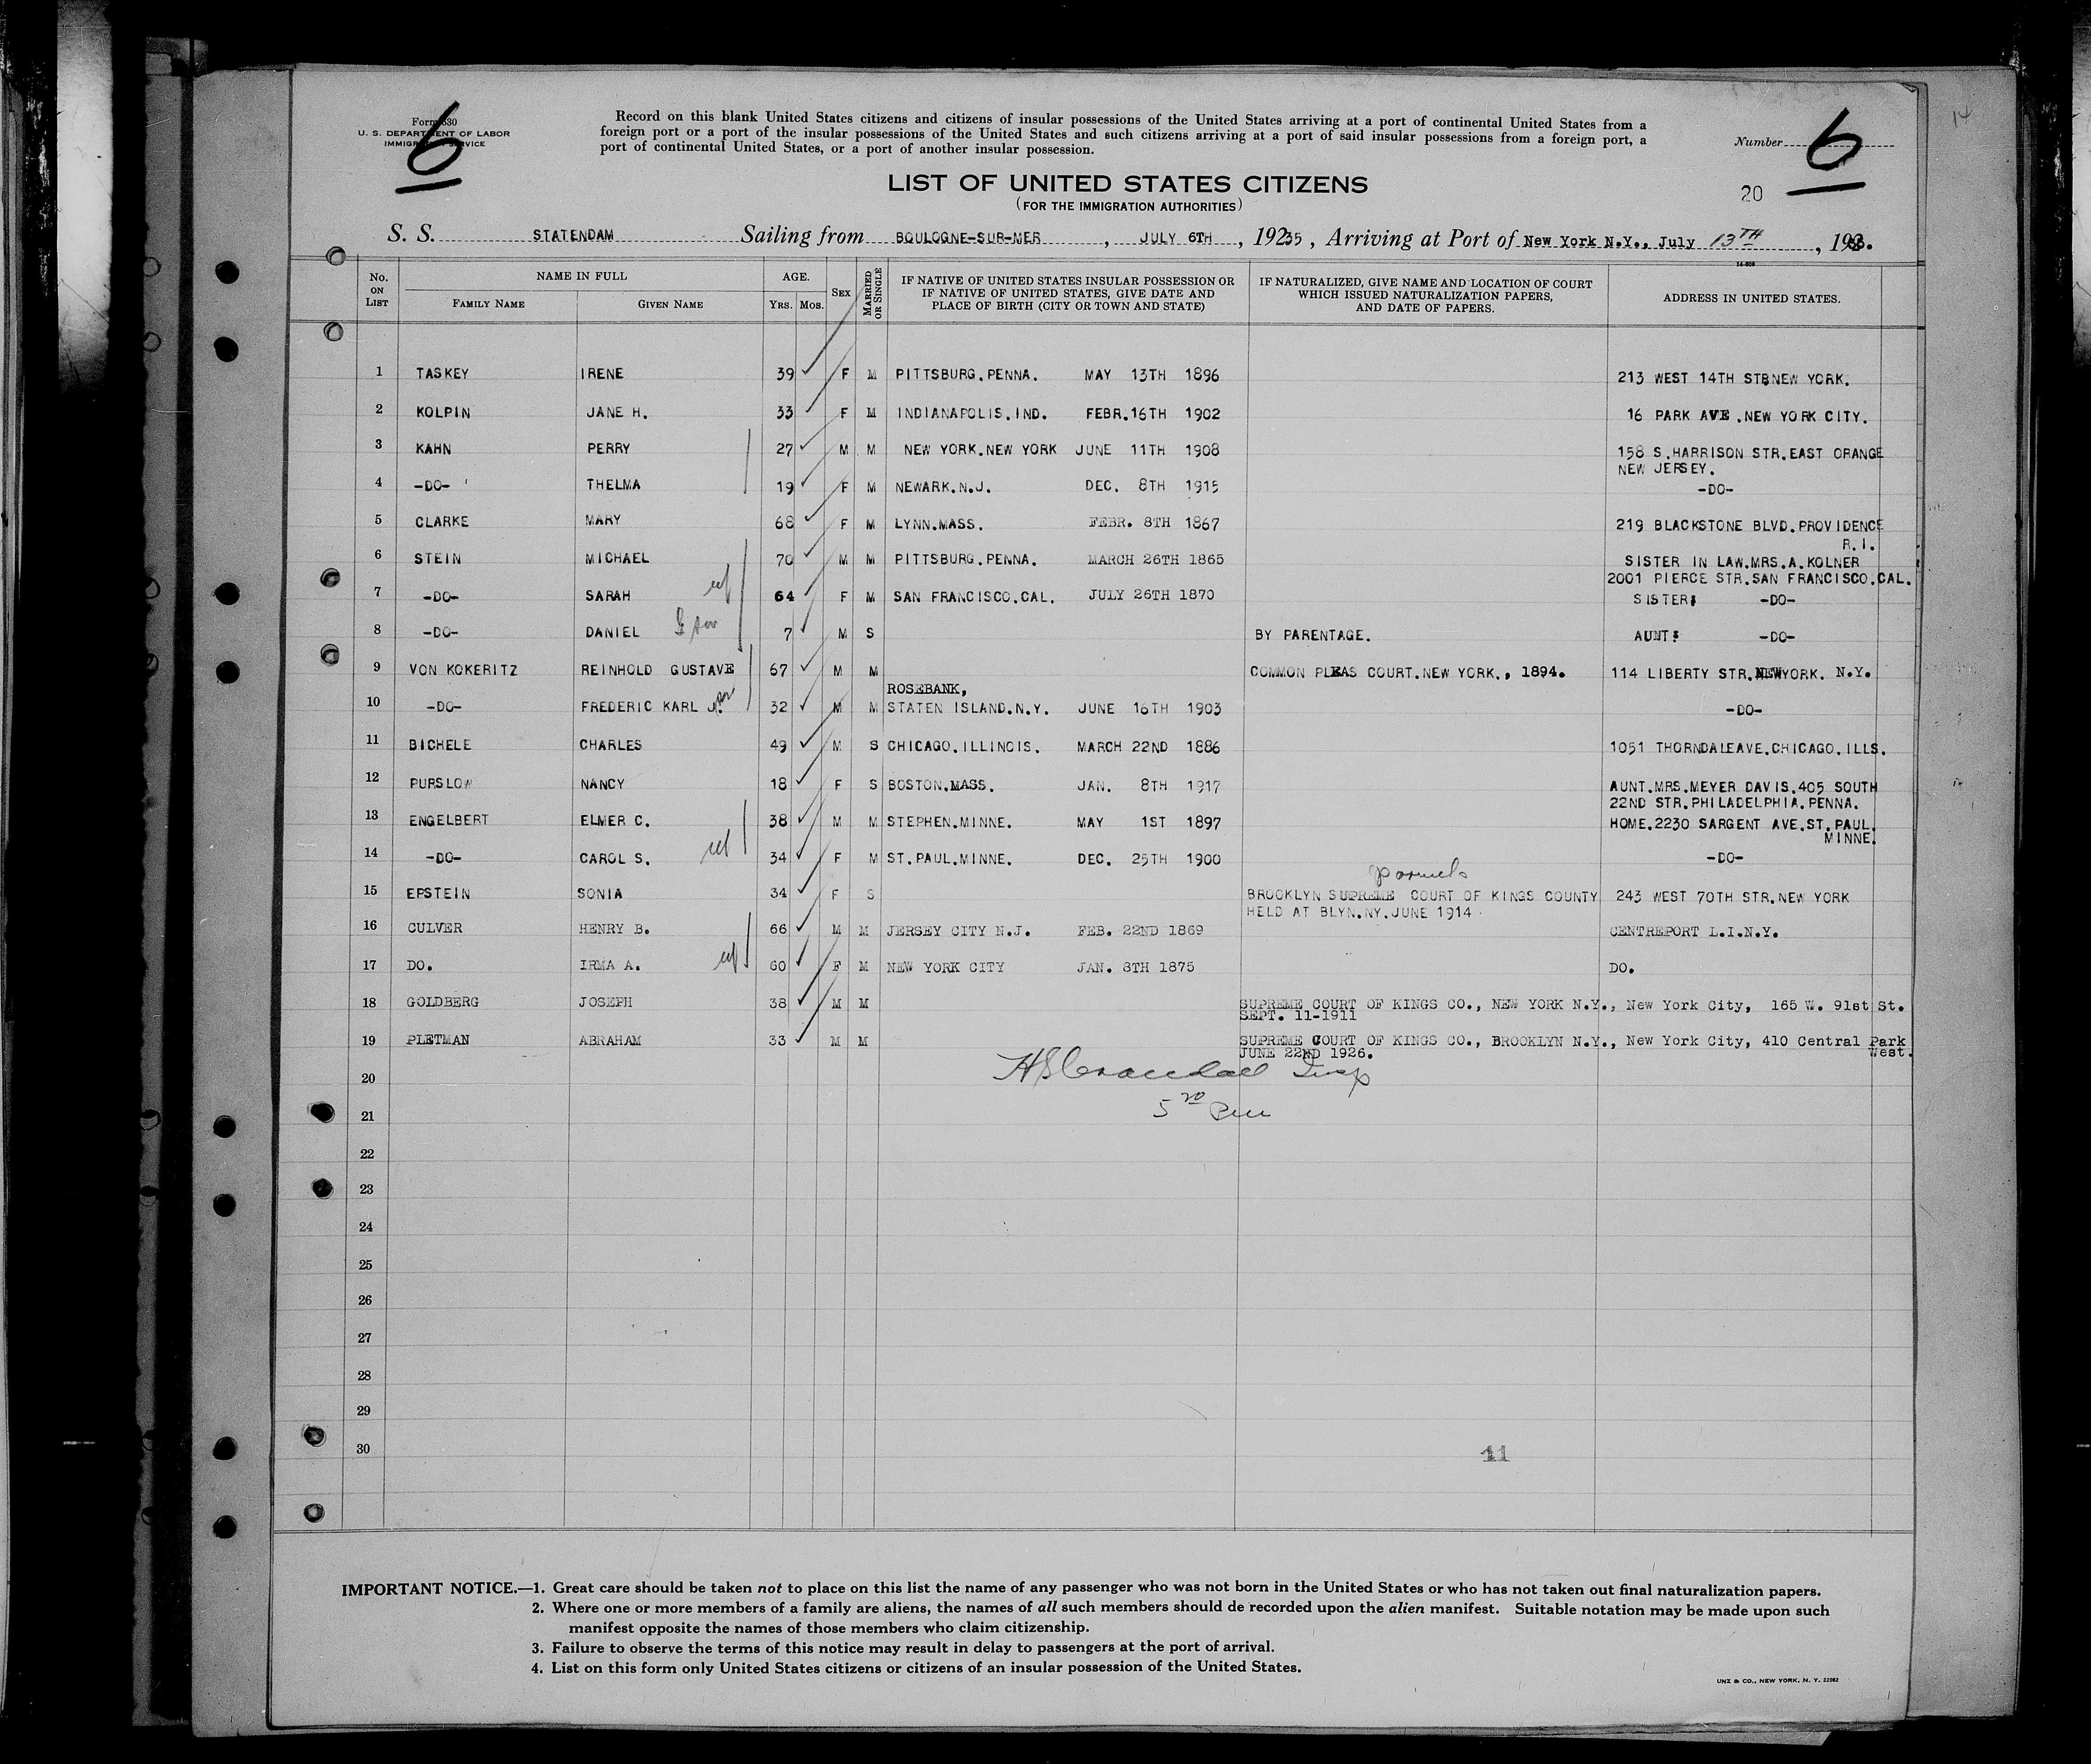 Form 630
U. S. DEPARTMENT OF LABOR
IMMIGRATION SERVICE
6
Record on this blank United States citizens and citizens of insular possessions of the United States arriving at a port of continental United States from a
foreign port or a port of the insular possessions of the United States and such citizens arriving at a port of said insular possessions from a foreign port, a
port of continental United States, or a port of another insular possession.
Number 6
LIST OF UNITED STATES CITIZENS
(FOR THE IMMIGRATION AUTHORITIES)
20
S. S. STATENDAM Sailing from BOULOGNE-SUR-MER, JULY 6TH, 19235, Arriving at Port of New York N.Y., July 13TH, 193.
No. ON LIST NAME IN FULL FAMILY NAME GIVEN NAME AGE. Yrs. Mos. SEX MARRIED OR SINGLE IF NATIVE OF UNITED STATES INSULAR POSSESSION OR IF NATIVE OF UNITED STATES, GIVE DATE AND PLACE OF BIRTH (CITY OR TOWN AND STATE) IF NATURALIZED, GIVE NAME AND LOCATION OF COURT WHICH ISSUED NATURALIZATION PAPERS, AND DATE OF PAPERS. ADDRESS IN UNITED STATES.
1 TASKEY IRENE 39 F M PITTSBURG.PENNA. MAY 13TH 1896 213 WEST 14TH STR NEW YORK.
2 KOLPIN JANE H. 33 F M INDIANAPOLIS.IND. FEBR.16TH 1902 16 PARK AVE .NEW YORK CITY.
3 KAHN PERRY 27 M M NEW YORK.NEW YORK JUNE 11TH 1908 158 S.HARRISON STR.EAST ORANGE
NEW JERSEY.
4 -DO- THELMA 19 F M NEWARK.N.J. DEC. 8TH 1915 -DO-
5 CLARKE MARY 68 F M LYNN.MASS. FEBR. 8TH 1867 219 BLACKSTONE BLVD.PROVIDENCE
R.I.
6 STEIN MICHAEL 70 M M PITTSBURG.PENNA. MARCH 26TH 1865 SISTER IN LAW.MRS.A.KOLNER
2001 PIERCE STR.SAN FRANCISCO.CAL.
7 -DO- SARAH wf 64 F M SAN FRANCISCO.CAL. JULY 26TH 1870 SISTER: -DO-
8 -DO- DANIEL G son 7 M S BY PARENTAGE. AUNT: -DO-
9 VON KOKERITZ REINHOLD GUSTAVE 67 M M COMMON PLEAS COURT.NEW YORK., 1894. 114 LIBERTY STR.NEWYORK. N.Y.
ROSEBANK,
10 -DO- FREDERIC KARL J. son 32 M M STATEN ISLAND.N.Y. JUNE 16TH 1903 -DO-
11 BICHELE CHARLES 49 M S CHICAGO.ILLINOIS. MARCH 22ND 1886 1051 THORNDALEAVE.CHICAGO.ILLS.
12 PURSLOW NANCY 18 F S BOSTON.MASS. JAN. 8TH 1917 AUNT.MRS.MEYER DAVIS.405 SOUTH
22ND STR.PHILADELPHIA.PENNA.
13 ENGELBERT ELMER C. 38 M M STEPHEN.MINNE. MAY 1ST 1897 HOME.2230 SARGENT AVE.ST.PAUL.
MINNE.
14 -DO- CAROL S. wf 34 F M ST.PAUL.MINNE. DEC. 25TH 1900 -DO-
parents
15 EPSTEIN SONIA 34 F S BROOKLYN SUPREME COURT OF KINGS COUNTY 243 WEST 70TH STR.NEW YORK
HELD AT BLYN.NY.JUNE 1914.
16 CULVER HENRY B. 66 M M JERSEY CITY N.J. FEB. 22ND 1869 CENTREPORT L.I.N.Y.
17 DO. IRMA A. wf 60 F M NEW YORK CITY JAN. 8TH 1875 DO.
18 GOLDBERG JOSEPH 38 M M SUPREME COURT OF KINGS CO., NEW YORK N.Y., New York City, 165 W. 91st St.
SEPT. 11-1911
19 PLETMAN ABRAHAM 33 M M SUPREME COURT OF KINGS CO., BROOKLYN N.Y., New York City, 410 Central Park
JUNE 22ND 1926. West.
20
HSCrandall Insp
21
22
23
24
25
26
27
28
29
30
11
IMPORTANT NOTICE.—1. Great care should be taken not to place on this list the name of any passenger who was not born in the United States or who has not taken out final naturalization papers.
2. Where one or more members of a family are aliens, the names of all such members should de recorded upon the alien manifest. Suitable notation may be made upon such
manifest opposite the names of those members who claim citizenship.
3. Failure to observe the terms of this notice may result in delay to passengers at the port of arrival.
4. List on this form only United States citizens or citizens of an insular possession of the United States.
UNZ & CO., NEW YORK, N. Y. 22082